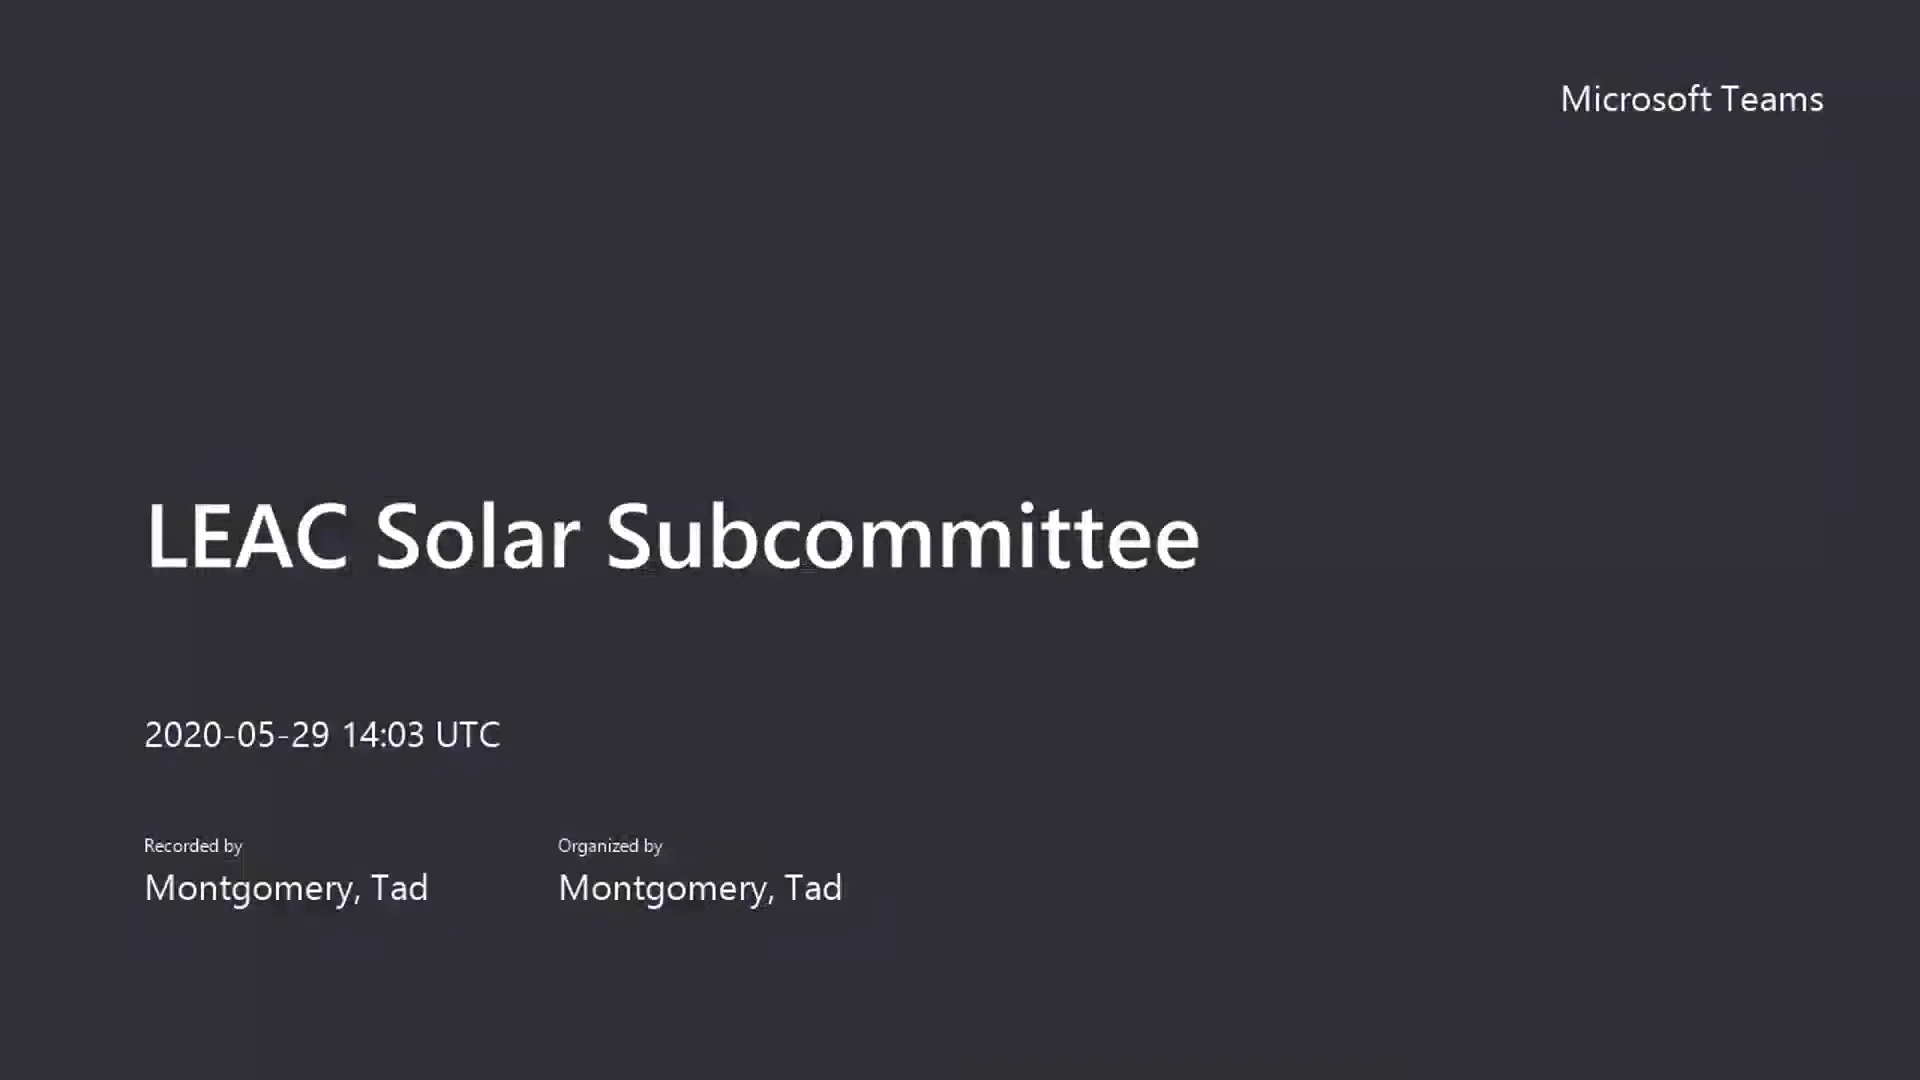 Microsoft Teams
LEAC Solar Subcommittee
2020-05-29 14:03 UTC
Recorded by
Organized by
Montgomery, Tad
Montgomery, Tad